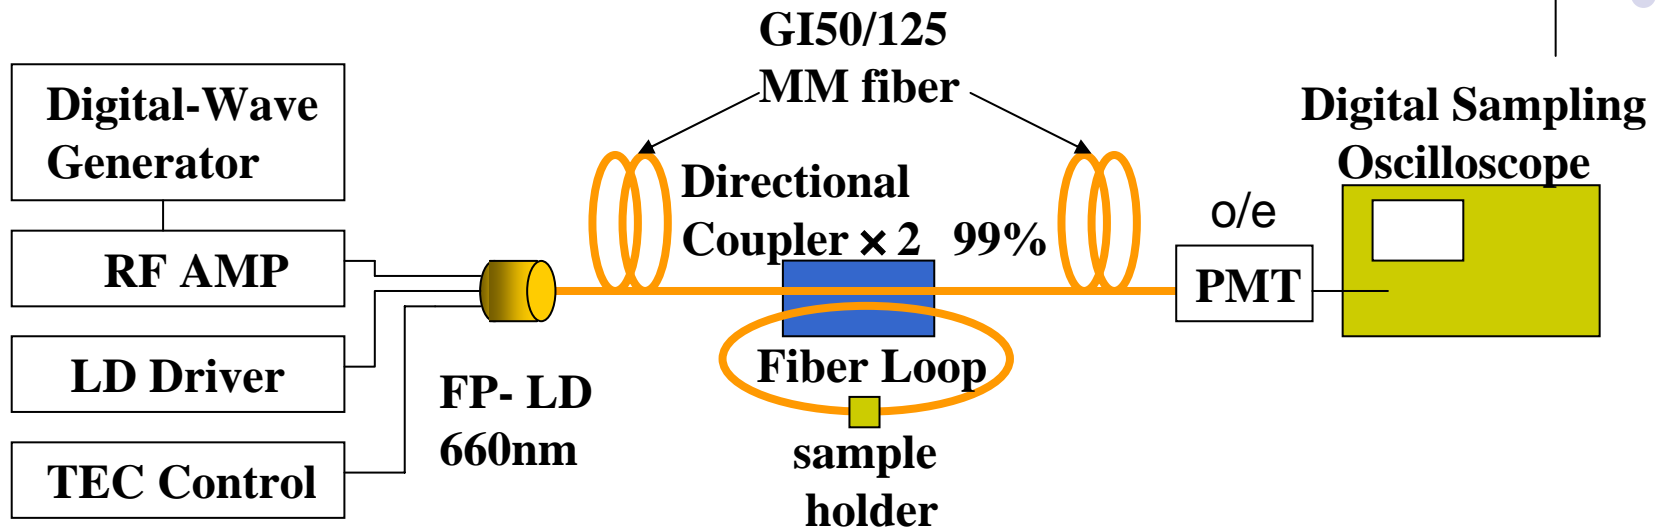 GI50/125
MM fiber
Digital-Wave
Generator
Digital Sampling
Oscilloscope
Directional
Coupler × 2 99%
o/e
RF AMP
PMT
LD Driver
Fiber Loop
FP- LD
660nm
TEC Control
sample
holder